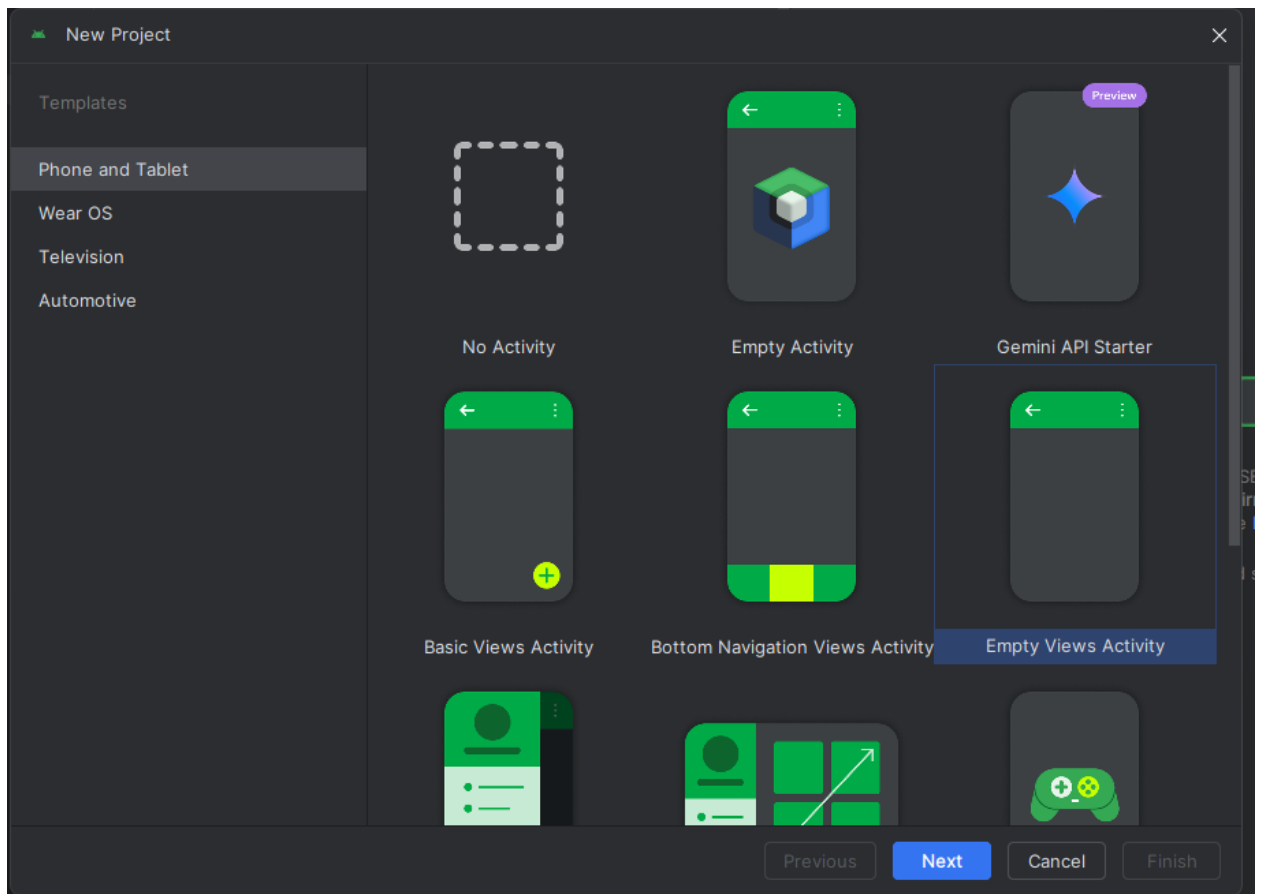 New Project
Templates
Phone and Tablet
Wear OS
Television
Automotive
Preview
No Activity
Empty Activity
Gemini API Starter
Basic Views Activity
Bottom Navigation Views Activity
Empty Views Activity
Previous
Next
Cancel
Finish